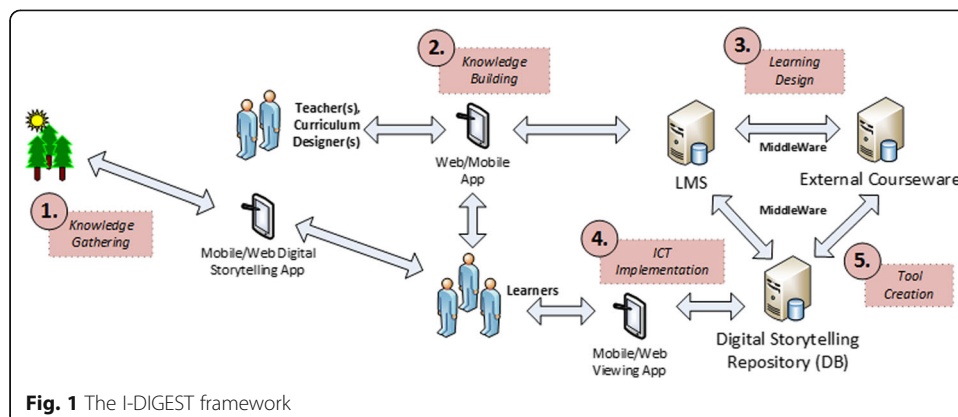 1.
Knowledge
Gathering
Mobile/Web Digital
Storytelling App
Teacher(s),
Curriculum
Designer(s)
2.
Knowledge
Building
Web/Mobile
App
Learners
3.
Learning
Design
LMS
MiddleWare
External Courseware
MiddleWare
4.
ICT
Implementation
Mobile/Web
Viewing App
5.
Tool
Creation
Digital Storytelling
Repository (DB)
Fig. 1 The I-DIGEST framework